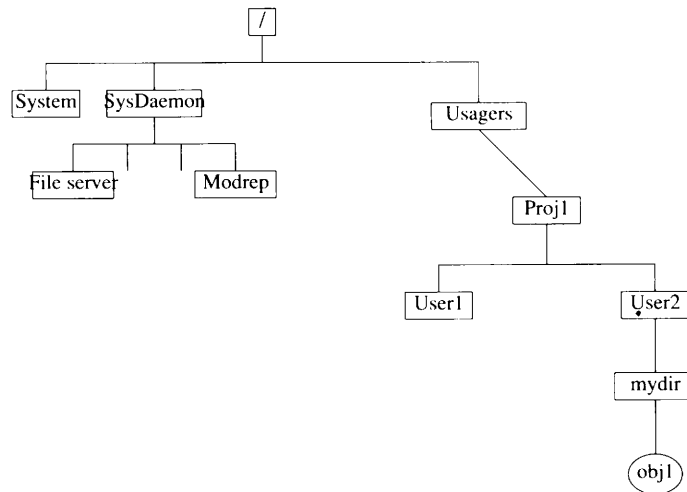 /
System
SysDaemon
Usagers
File server
Modrep
Proj1
User1
User2
mydir
obj1